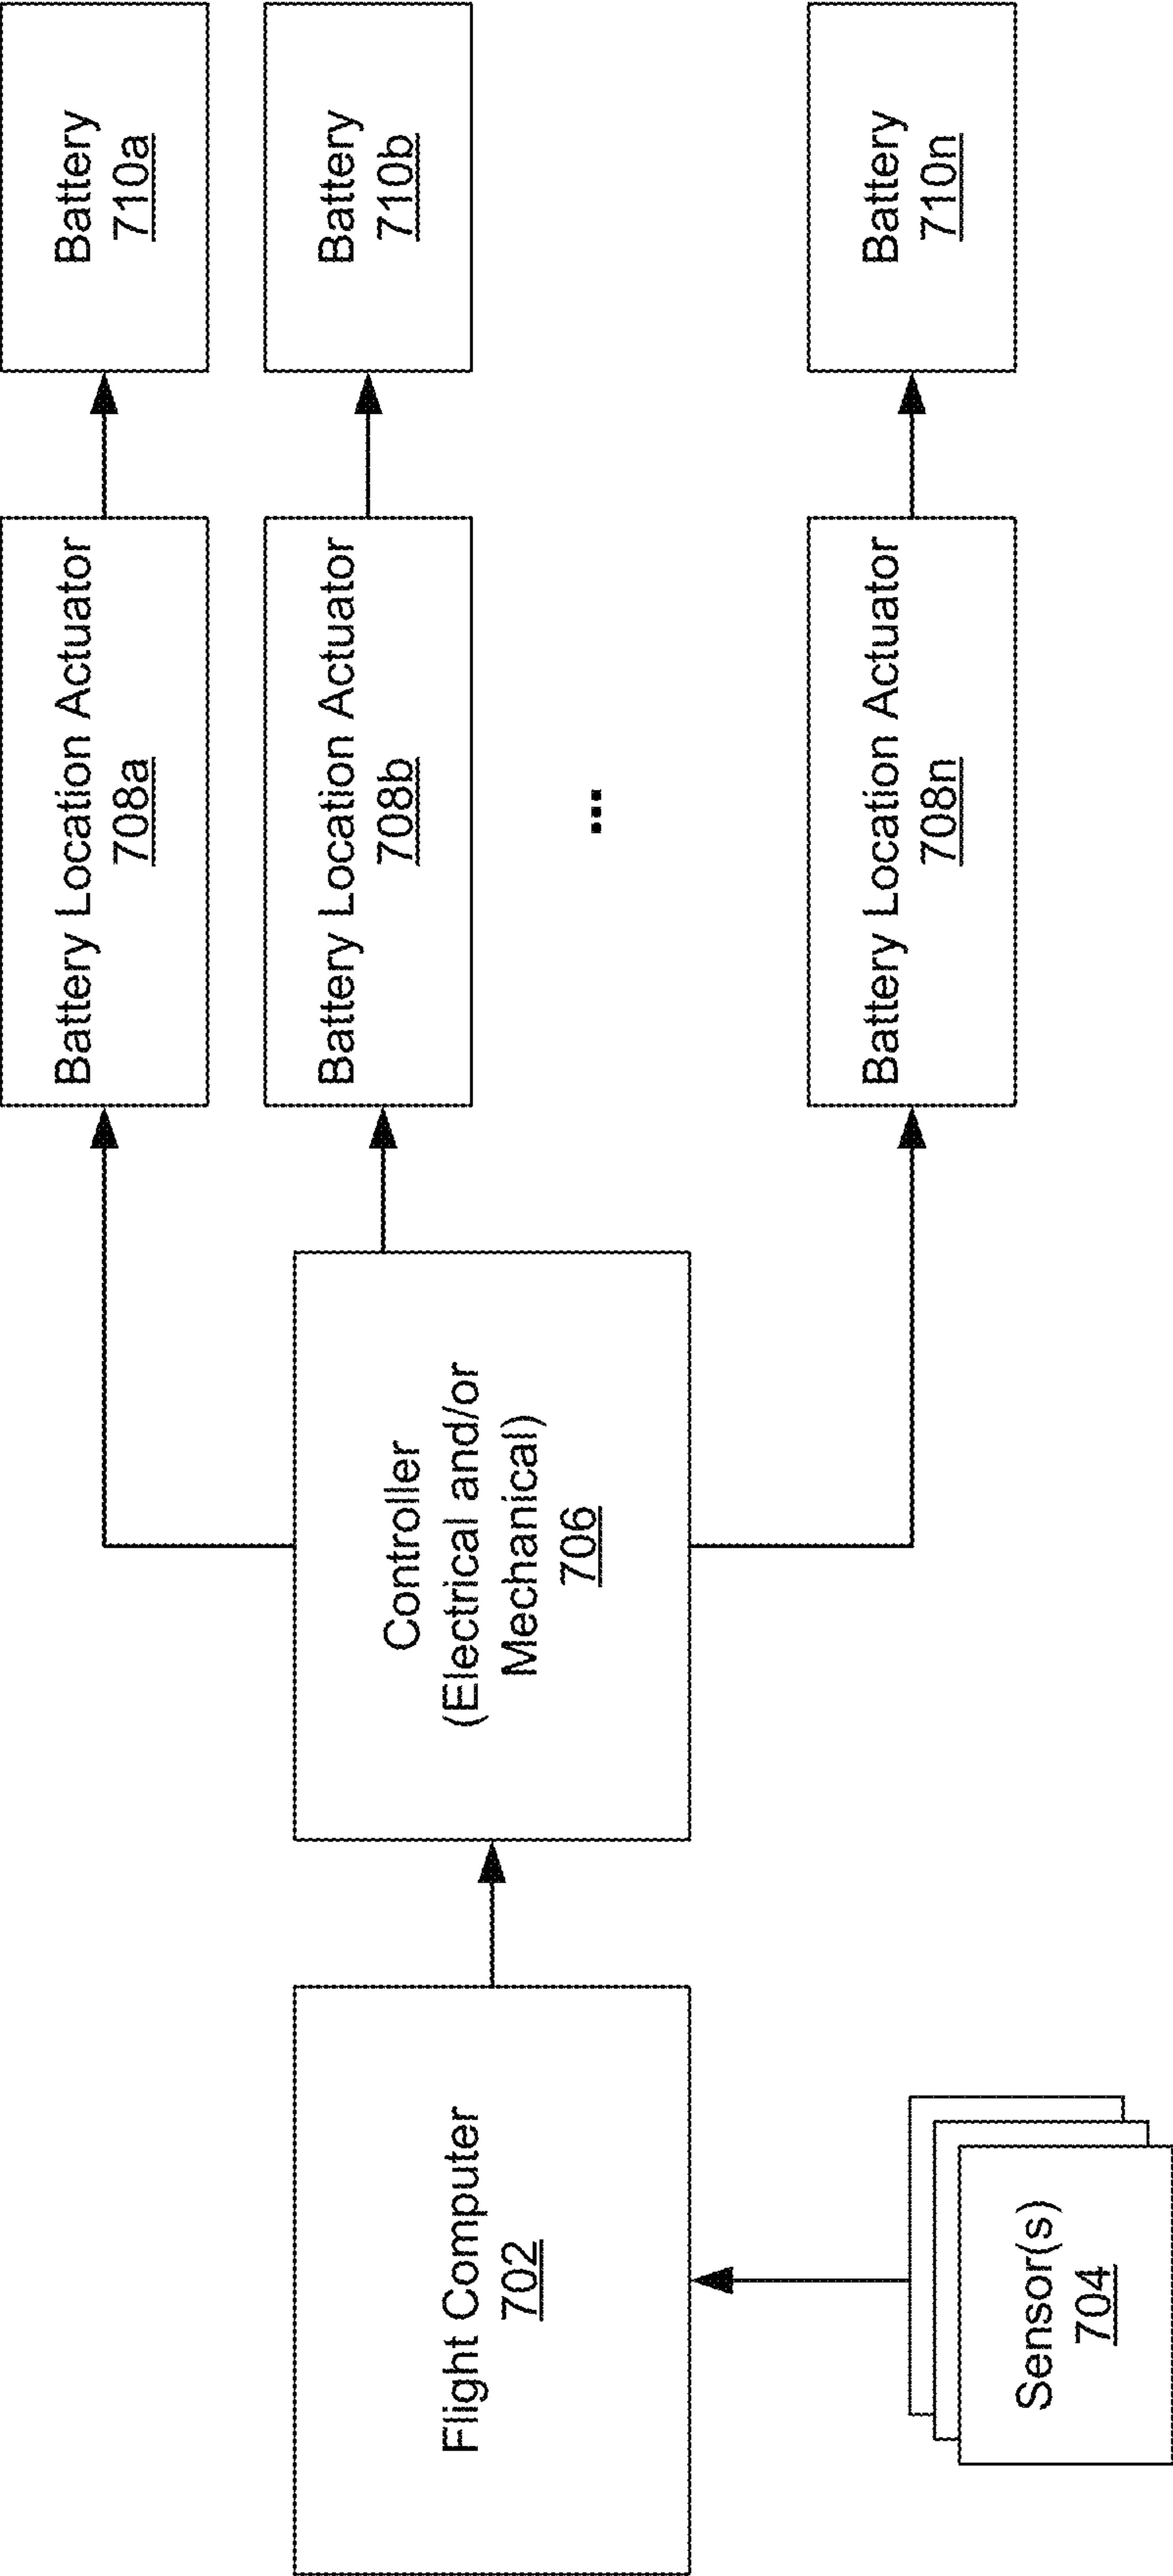 Flight Computer
702
Sensor(s)
704
Controller
(Electrical and/or
Mechanical)
706
Battery Location Actuator
708a
Battery
710a
Battery Location Actuator
708b
Battery
710b
...
Battery Location Actuator
708n
Battery
710n